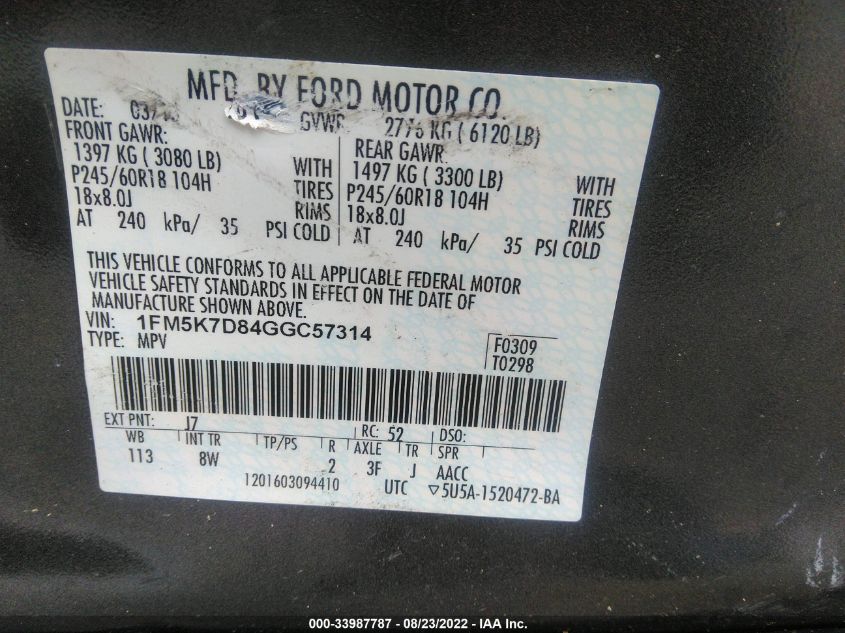 MFD. BY FORD MOTOR CO.
DATE: 03/ GVWR 2776 KG ( 6120 LB)
FRONT GAWR: REAR GAWR:
1397 KG ( 3080 LB) WITH 1497 KG ( 3300 LB) WITH
P245/60R18 104H TIRES P245/60R18 104H TIRES
18x8.0J RIMS 18x8.0J RIMS
AT 240 kPa/ 35 PSI COLD AT 240 kPa/ 35 PSI COLD
THIS VEHICLE CONFORMS TO ALL APPLICABLE FEDERAL MOTOR
VEHICLE SAFETY STANDARDS IN EFFECT ON THE DATE OF
MANUFACTURE SHOWN ABOVE.
VIN: 1FM5K7D84GGC57314
TYPE: MPV F0309
T0298
EXT PNT: J7 RC: 52 DSO:
WB INT TR TP/PS R AXLE TR SPR
113 8W 2 3F J AACC
1201603094410 UTC ▽5U5A-1520472-BA
000-33987787 - 08/23/2022 - IAA Inc.